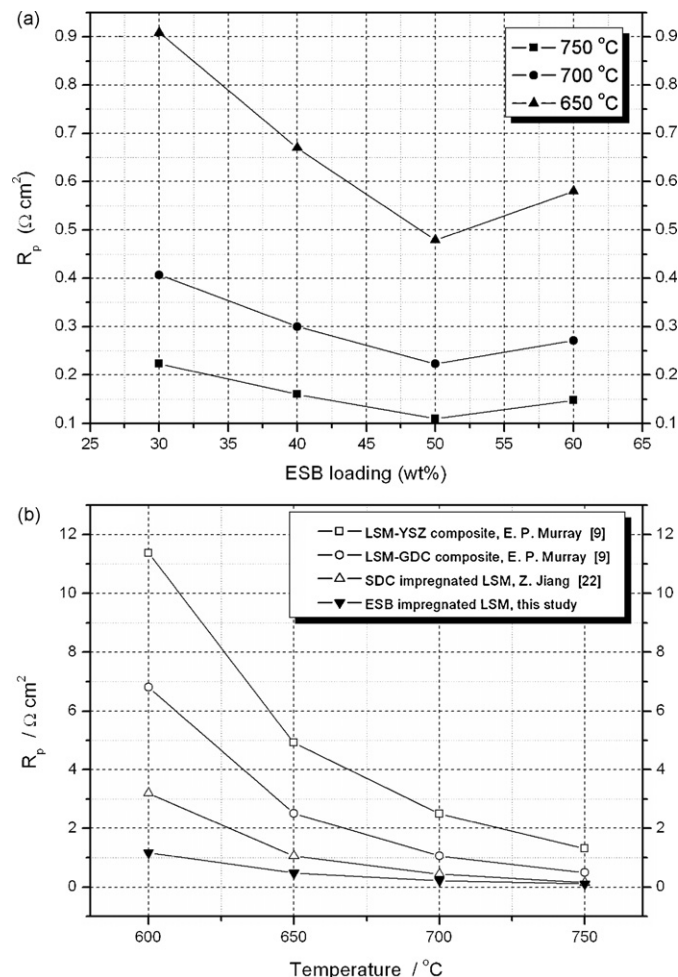 (a)
0.9
0.9
0.8
0.8
0.7
0.7
0.6
0.6
0.5
0.5
0.4
0.4
0.3
0.3
0.2
0.2
0.1
0.1
750 °C
700 °C
650 °C
Rp (Ω cm²)
25 30 35 40 45 50 55 60 65
ESB loading (wt%)
(b)
12
12
10
10
8
8
6
6
4
4
2
2
0
0
LSM-YSZ composite, E. P. Murray [9]
LSM-GDC composite, E. P. Murray [9]
SDC impregnated LSM, Z. Jiang [22]
ESB impregnated LSM, this study
Rp / Ω cm²
600 650 700 750
Temperature / °C